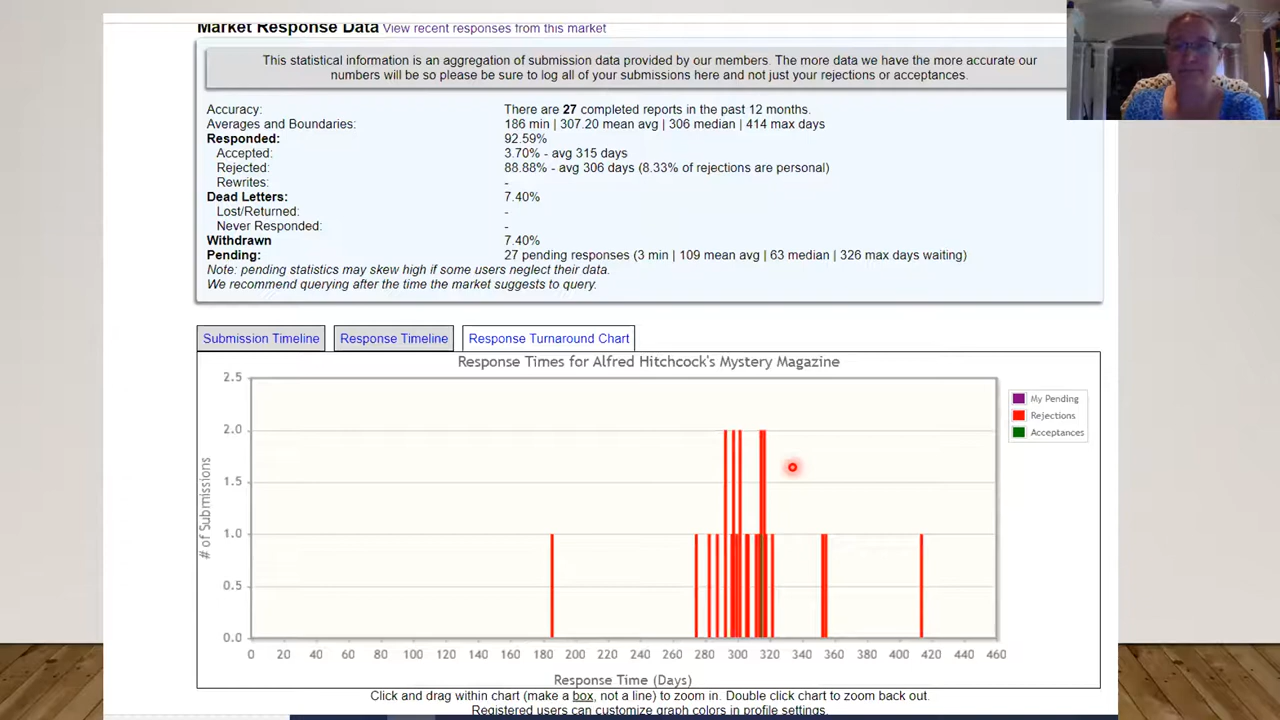 Market Response Data View recent responses from this market
This statistical information is an aggregation of submission data provided by our members. The more data we have the more accurate our
numbers will be so please be sure to log all of your submissions here and not just your rejections or acceptances.
Accuracy: There are 27 completed reports in the past 12 months.
Averages and Boundaries: 186 min | 307.20 mean avg | 306 median | 414 max days
Responded: 92.59%
Accepted: 3.70% - avg 315 days
Rejected: 88.88% - avg 306 days (8.33% of rejections are personal)
Rewrites: -
Dead Letters: 7.40%
Lost/Returned: -
Never Responded: -
Withdrawn 7.40%
Pending: 27 pending responses (3 min | 109 mean avg | 63 median | 326 max days waiting)
Note: pending statistics may skew high if some users neglect their data.
We recommend querying after the time the market suggests to query.
Submission Timeline Response Timeline Response Turnaround Chart
Response Times for Alfred Hitchcock's Mystery Magazine
2.5
2.0
1.5
1.0
0.5
0.0
# of Submissions
My Pending
Rejections
Acceptances
0 20 40 60 80 100 120 140 160 180 200 220 240 260 280 300 320 340 360 380 400 420 440 460
Response Time (Days)
Click and drag within chart (make a box, not a line) to zoom in. Double click chart to zoom back out.
Registered users can customize graph colors in profile settings.